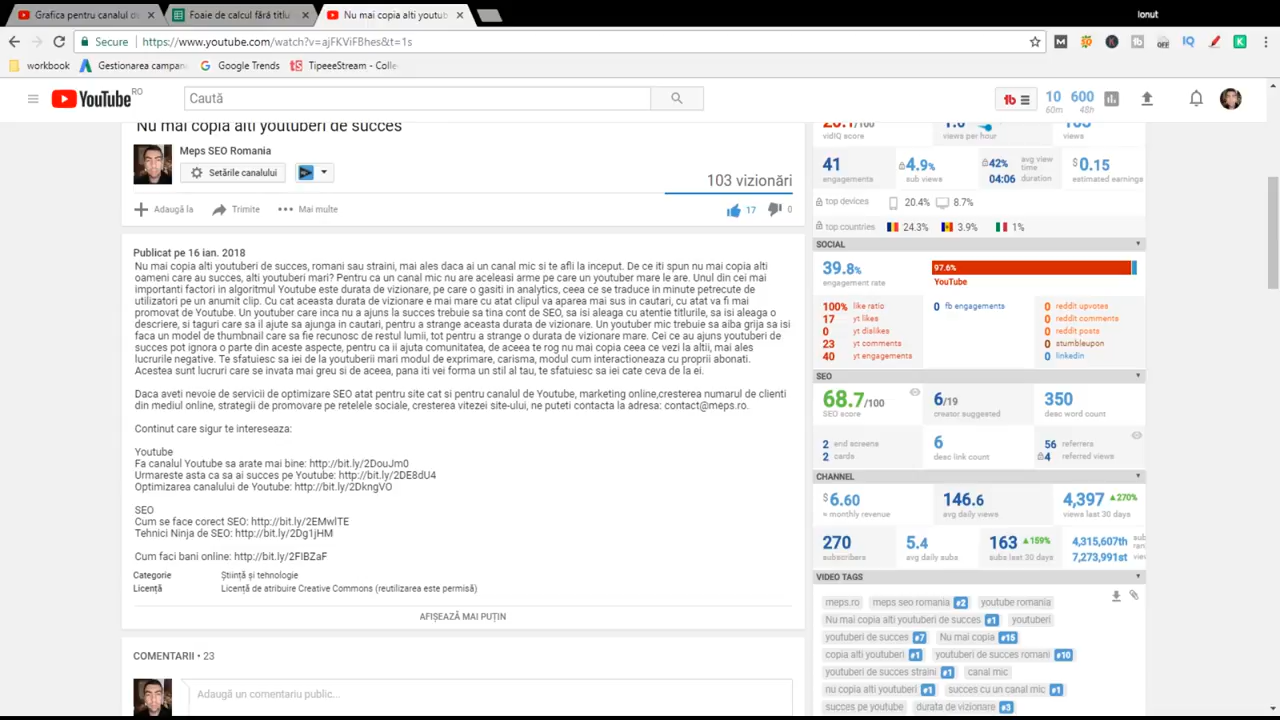 Grafica pentru canalul d
Foaie de calcul fără titlu
Nu mai copia alti youtub
Ionut
Secure
https://www.youtube.com/watch?v=ajFKViFBhes&t=1s
workbook
Gestionarea campan
Google Trends
TipeeeStream - Colle
YouTube RO
Caută
10 60m
600 48h
Nu mai copia alti youtuberi de succes
Meps SEO Romania
Setările canalului
103 vizionări
Adaugă la
Trimite
Mai multe
17
0
Publicat pe 16 ian. 2018
Nu mai copia alti youtuberi de succes, romani sau straini, mai ales daca ai un canal mic si te afli la inceput. De ce iti spun nu mai copia alti
oameni care au succes, alti youtuberi mari? Pentru ca un canal mic nu are aceleasi arme pe care un youtuber mare le are. Unul din cei mai
importanti factori in algoritmul Youtube este durata de vizionare, pe care o gasiti in analytics, ceea ce se traduce in minute petrecute de
utilizatori pe un anumit clip. Cu cat aceasta durata de vizionare e mai mare cu atat clipul va aparea mai sus in cautari, cu atat va fi mai
promovat de Youtube. Un youtuber care inca nu a ajuns la succes trebuie sa tina cont de SEO, sa isi aleaga cu atentie titlurile, sa isi aleaga o
descriere, si taguri care sa il ajute sa ajunga in cautari, pentru a strange aceasta durata de vizionare. Un youtuber mic trebuie sa aiba grija sa isi
faca un model de thumbnail care sa fie recunosc de restul lumii, tot pentru a strange o durata de vizionare mare. Cei ce au ajuns youtuberi de
succes pot ignora o parte din aceste aspecte, pentru ca ii ajuta comunitatea, de aceea te rog nu mai copia ceea ce vezi la altii, mai ales
lucrurile negative. Te sfatuiesc sa iei de la youtuberii mari modul de exprimare, carisma, modul cum interactioneaza cu proprii abonati.
Acestea sunt lucruri care se invata mai greu si de aceea, pana iti vei forma un stil al tau, te sfatuiesc sa iei cate ceva de la ei.
Daca aveti nevoie de servicii de optimizare SEO atat pentru site cat si pentru canalul de Youtube, marketing online,cresterea numarul de clienti
din mediul online, strategii de promovare pe retelele sociale, cresterea vitezei site-ului, ne puteti contacta la adresa: contact@meps.ro.
Continut care sigur te intereseaza:
Youtube
Fa canalul Youtube sa arate mai bine: http://bit.ly/2DouJm0
Urmareste asta ca sa ai succes pe Youtube: http://bit.ly/2DE8dU4
Optimizarea canalului de Youtube: http://bit.ly/2DkngVO
SEO
Cum se face corect SEO: http://bit.ly/2EMwlTE
Tehnici Ninja de SEO: http://bit.ly/2Dg1jHM
Cum faci bani online: http://bit.ly/2FIBZaF
Categorie Știință și tehnologie
Licență Licență de atribuire Creative Commons (reutilizarea este permisă)
AFIȘEAZĂ MAI PUȚIN
COMENTARII • 23
Adaugă un comentariu public...
vidIQ score
views per hour
views
41 engagements
4.9% sub views
42% avg view time
04:06 duration
$0.15 estimated earnings
top devices 20.4% 8.7%
top countries 24.3% 3.9% 1%
SOCIAL
39.8% engagement rate
97.6%
YouTube
100% like ratio
17 yt likes
0 yt dislikes
23 yt comments
40 yt engagements
0 fb engagements
0 reddit upvotes
0 reddit comments
0 reddit posts
0 stumbleupon
0 linkedin
SEO
68.7/100 SEO score
6/19 creator suggested
350 desc word count
2 end screens
2 cards
6 desc link count
56 referrers
4 referred views
CHANNEL
$6.60 ≈ monthly revenue
146.6 avg daily views
4,397 270% views last 30 days
270 subscribers
5.4 avg daily subs
163 159% subs last 30 days
4,315,607th sub ran
7,273,991st view
VIDEO TAGS
meps.ro
meps seo romania #2
youtube romania
Nu mai copia alti youtuberi de succes #1
youtuberi
youtuberi de succes #7
Nu mai copia #15
copia alti youtuberi #1
youtuberi de succes romani #10
youtuberi de succes straini #1
canal mic
nu copia alti youtuberi #1
succes cu un canal mic #1
succes pe youtube
durata de vizionare #3